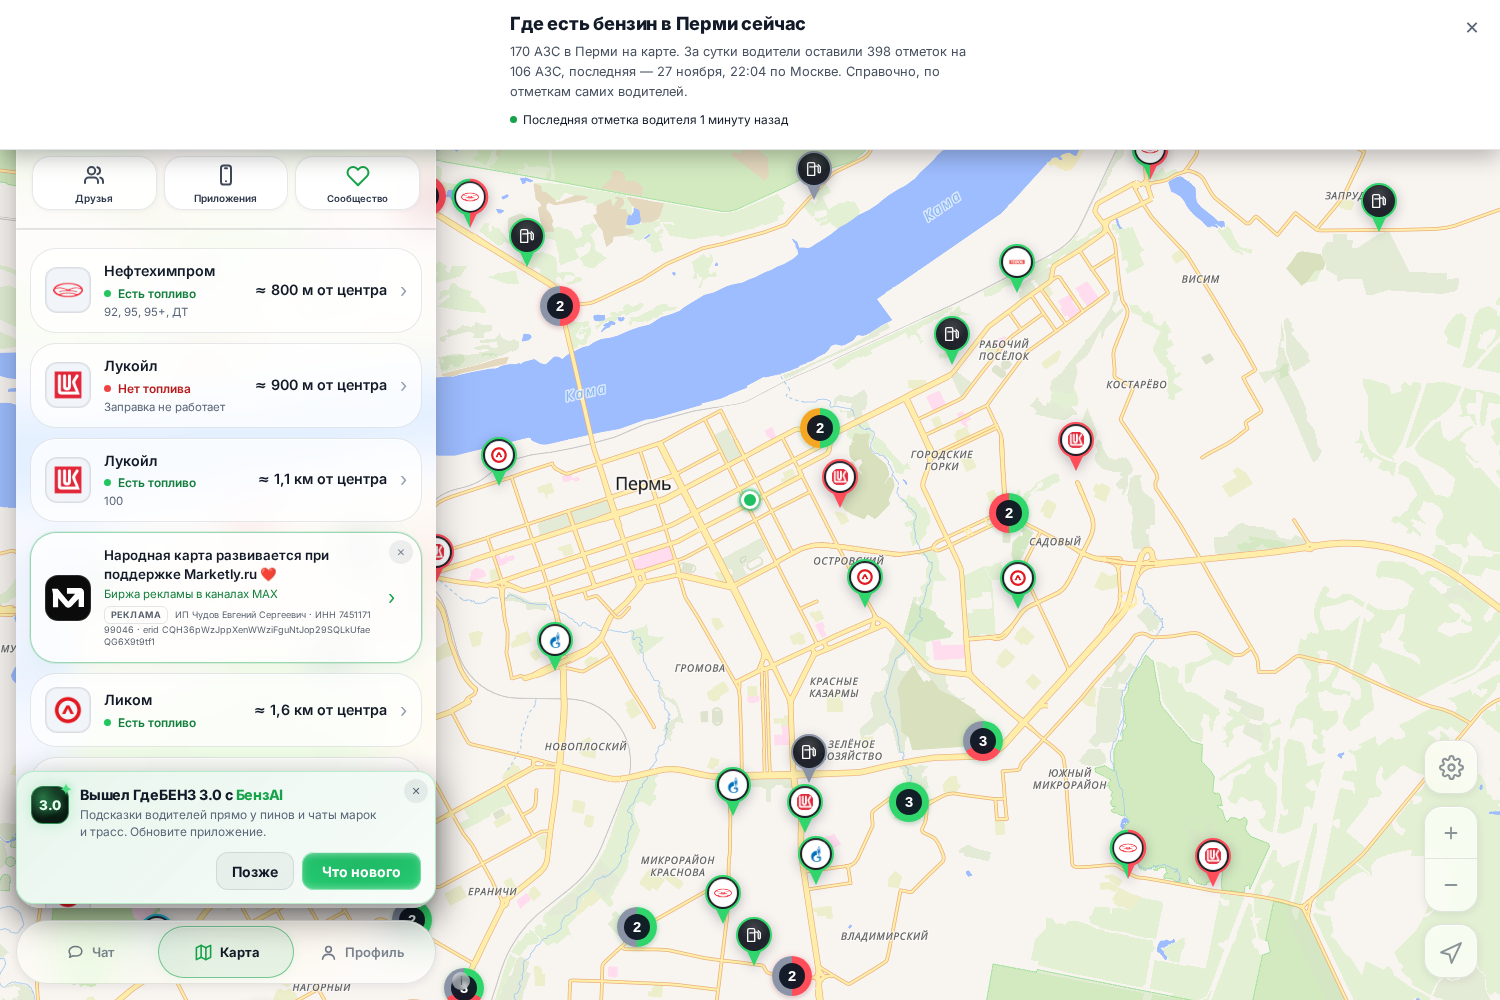 Где есть бензин в Перми сейчас
170 АЗС в Перми на карте. За сутки водители оставили 398 отметок на
106 АЗС, последняя — 27 ноября, 22:04 по Москве. Справочно, по
отметкам самих водителей.
Последняя отметка водителя 1 минуту назад
Друзья
Приложения
Сообщество
Нефтехимпром
Есть топливо
92, 95, 95+, ДТ
≈ 800 м от центра
Лукойл
Нет топлива
Заправка не работает
≈ 900 м от центра
Лукойл
Есть топливо
100
≈ 1,1 км от центра
Народная карта развивается при
поддержке Marketly.ru ❤️
Биржа рекламы в каналах MAX
РЕКЛАМА ИП Чудов Евгений Сергеевич · ИНН 7451171
99046 · erid CQH36pWzJppXenWWziFguNtJop29SQLkUfae
QG6X9t9tf1
Ликом
Есть топливо
≈ 1,6 км от центра
3.0
Вышел ГдеБЕНЗ 3.0 с БензAI
Подсказки водителей прямо у пинов и чаты марок
и трасс. Обновите приложение.
Позже
Что нового
Чат
Карта
Профиль
Кама
Кама
ВИСИМ
РАБОЧИЙ
ПОСЁЛОК
КОСТАРЁВО
2
2
ГОРОДСКИЕ
ГОРКИ
Пермь
2
САДОВЫЙ
ОСТРОВСКИЙ
ГРОМОВА
КРАСНЫЕ
КАЗАРМЫ
НОВОПЛОСКИЙ
ЗЕЛЁНОЕ
3
ЮЖНЫЙ
МИКРОРАЙОН
3
МИКРОРАЙОН
КРАСНОВА
ЕРАНИЧИ
2
2
ВЛАДИМИРСКИЙ
2
3
НАГОРНЫЙ